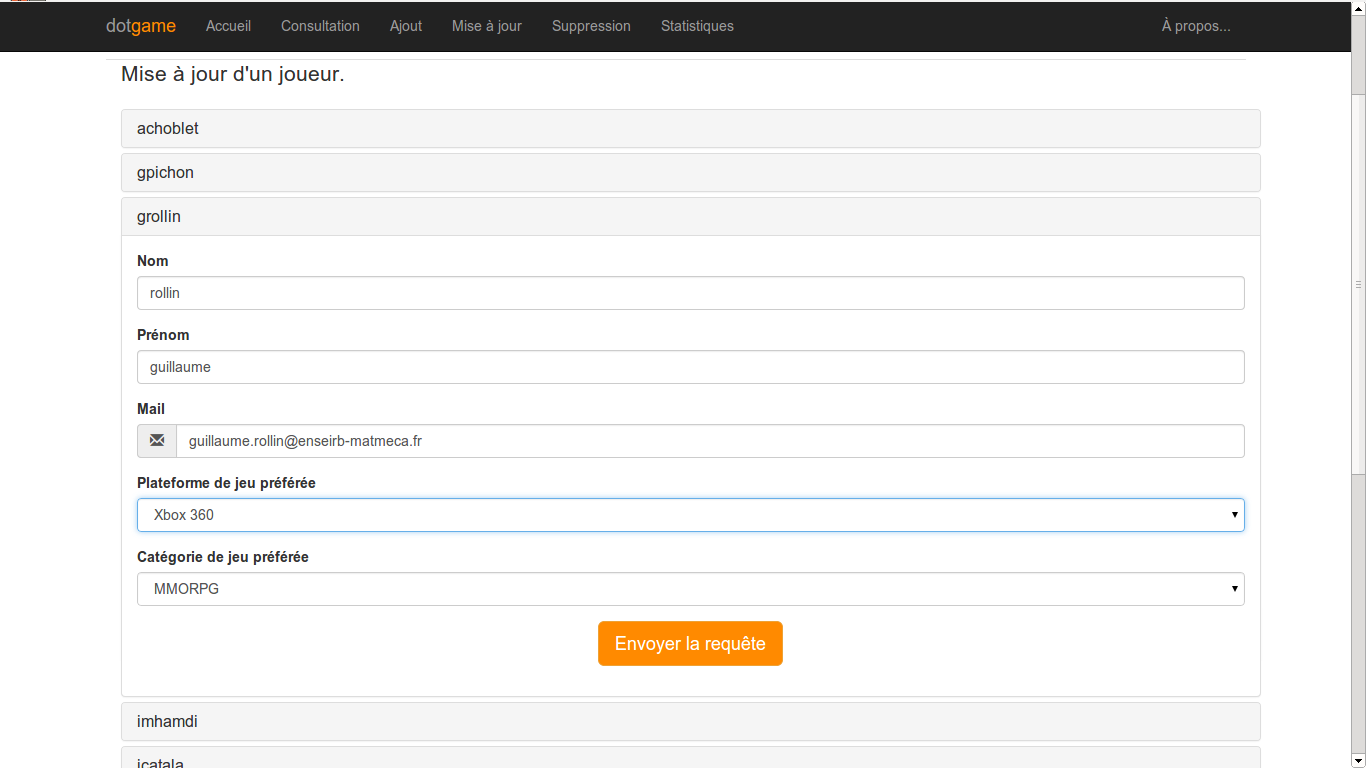 dotgame Accueil Consultation Ajout Mise à jour Suppression Statistiques À propos...
Mise à jour d'un joueur.
achoblet
gpichon
grollin
Nom
rollin
Prénom
guillaume
Mail
guillaume.rollin@enseirb-matmeca.fr
Plateforme de jeu préférée
Xbox 360
Catégorie de jeu préférée
MMORPG
Envoyer la requête
imhamdi